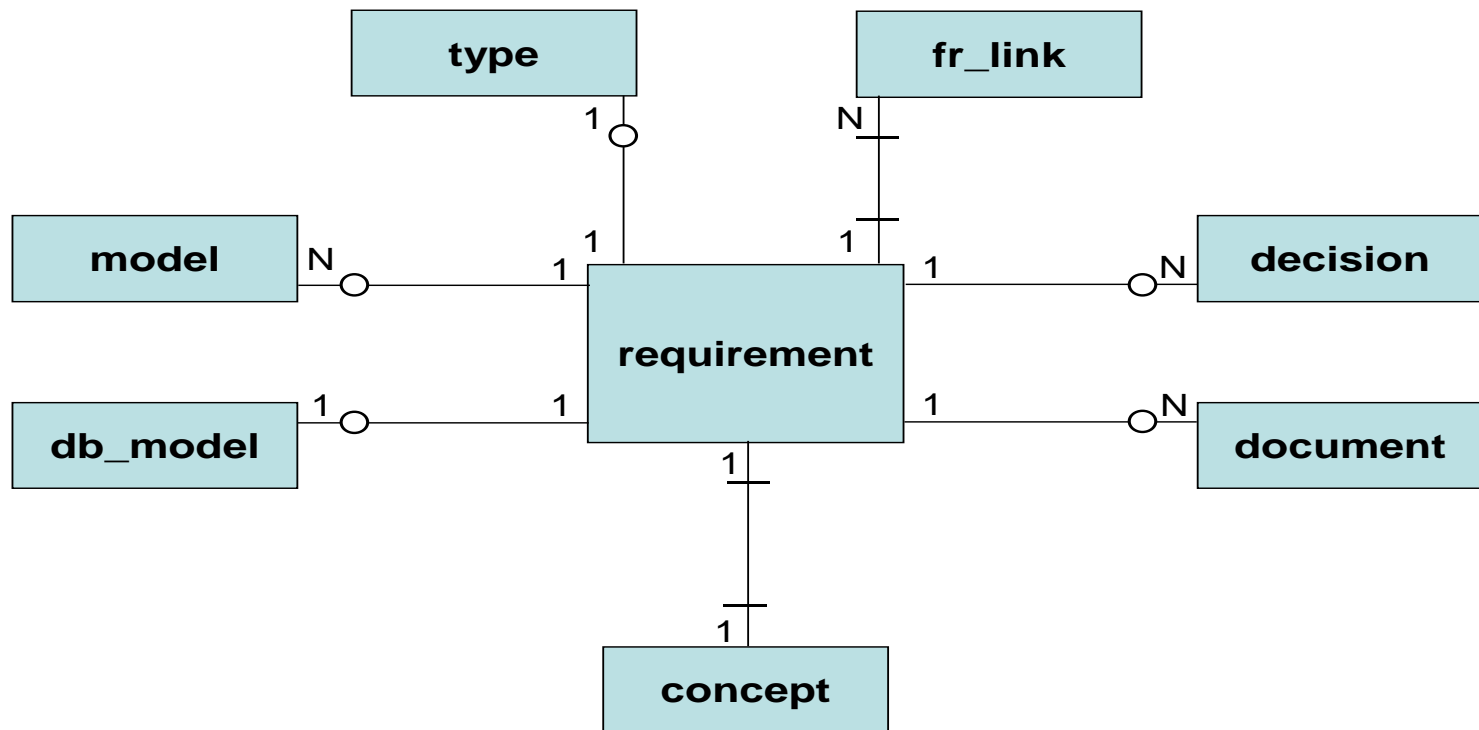 type
fr_link
1
N
1
1
model
N
1
1
N
decision
requirement
db_model
1
1
1
N
document
1
1
concept